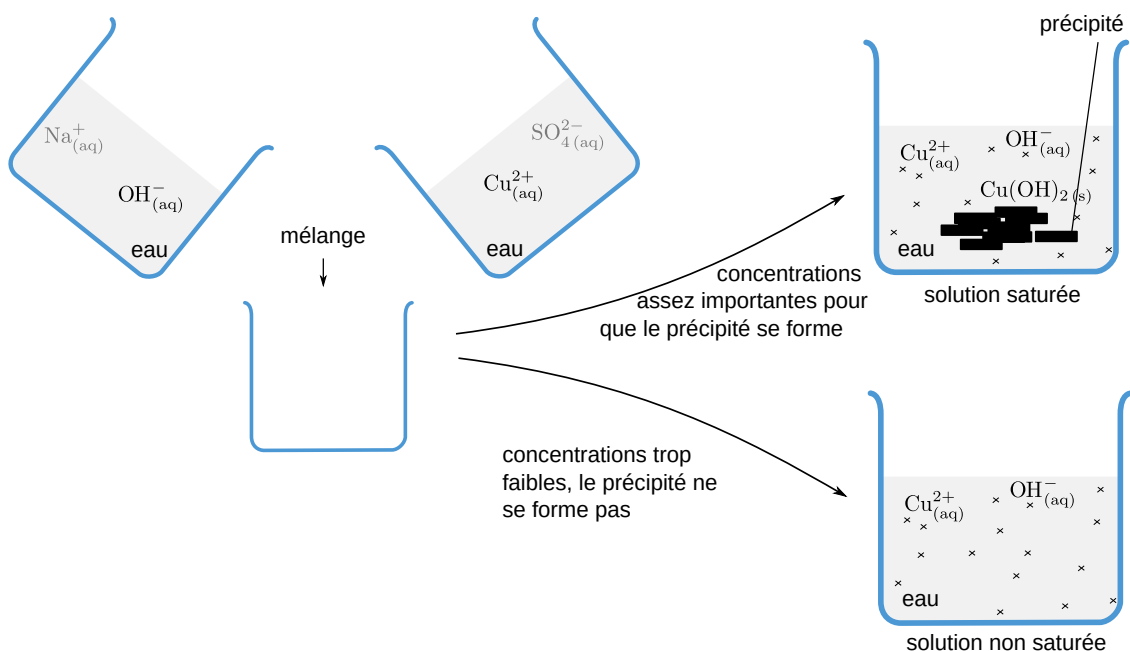 précipité
Na⁺(aq)
OH⁻(aq)
eau
SO₄²⁻(aq)
Cu²⁺(aq)
eau
mélange
Cu²⁺(aq)
OH⁻(aq)
Cu(OH)₂(s)
eau
solution saturée
concentrations
assez importantes pour
que le précipité se forme
concentrations trop
faibles, le précipité ne
se forme pas
Cu²⁺(aq)
OH⁻(aq)
eau
solution non saturée